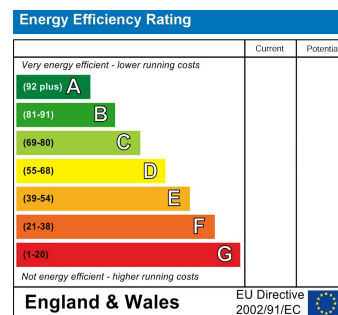 Energy Efficiency Rating
Current Potentia
Very energy efficient - lower running costs
(92 plus) A
(81-91) B
(69-80) C
(55-68) D
(39-54) E
(21-38) F
(1-20) G
Not energy efficient - higher running costs
England & Wales
EU Directive
2002/91/EC